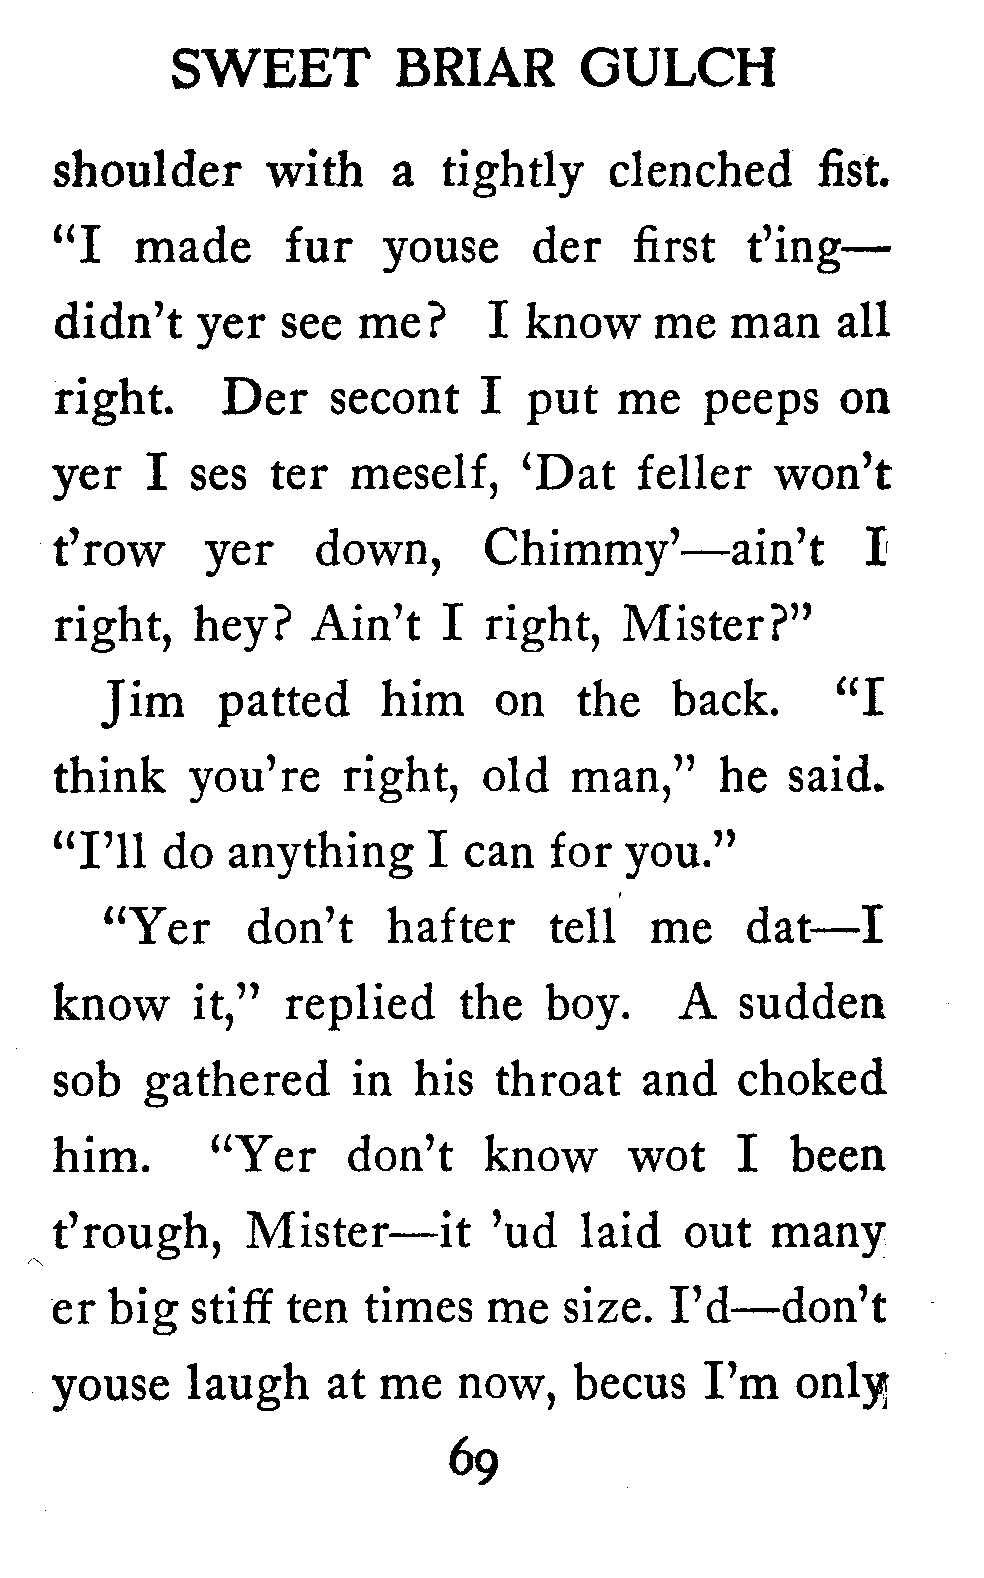 SWEET BRIAR GULCH
shoulder with a tightly clenched fist.
“I made fur youse der first t’ing—
didn’t yer see me? I know me man all
right. Der secont I put me peeps on
yer I ses ter meself, ‘Dat feller won’t
t’row yer down, Chimmy’—ain’t I
right, hey? Ain’t I right, Mister?”
Jim patted him on the back. “I
think you’re right, old man,” he said.
“I’ll do anything I can for you.”
“Yer don’t hafter tell me dat—I
know it,” replied the boy. A sudden
sob gathered in his throat and choked
him. “Yer don’t know wot I been
t’rough, Mister—it ’ud laid out many
er big stiff ten times me size. I’d—don’t
youse laugh at me now, becus I’m only
69